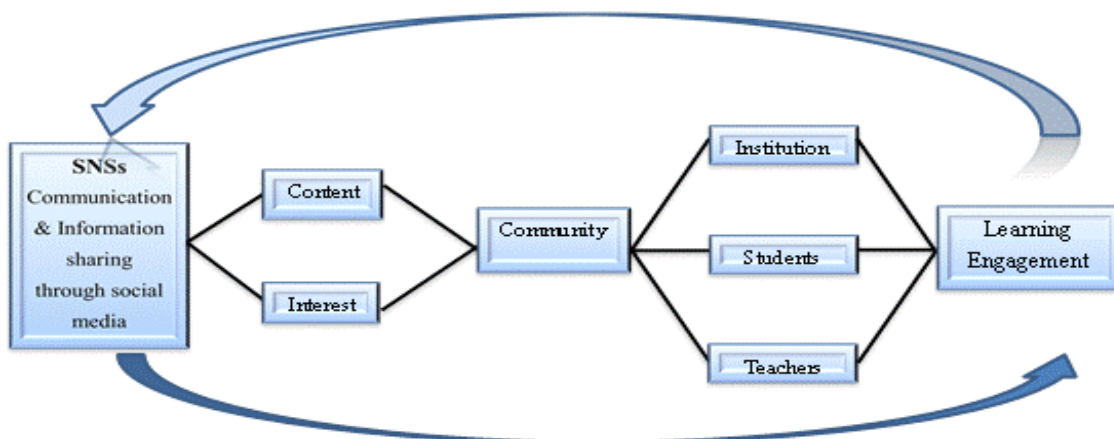 SNSs
Communication
& Information
sharing
through social
media
Content
Interest
Community
Institution
Students
Teachers
Learning
Engagement